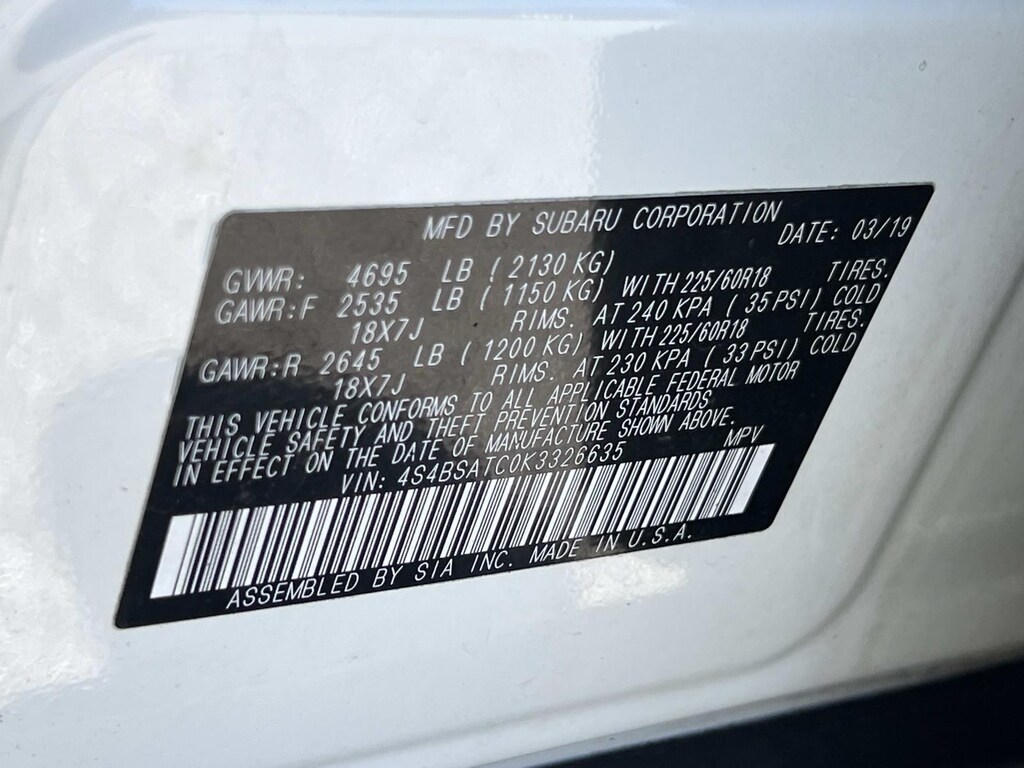 MFD BY SUBARU CORPORATION
DATE: 03/19
GVWR: 4695 LB ( 2130 KG)
GAWR:F 2535 LB ( 1150 KG) WITH 225/60R18 TIRES.
18X7J RIMS. AT 240 KPA ( 35 PSI) COLD
GAWR:R 2645 LB ( 1200 KG) WITH 225/60R18 TIRES.
18X7J RIMS. AT 230 KPA ( 33 PSI) COLD
THIS VEHICLE CONFORMS TO ALL APPLICABLE FEDERAL MOTOR
VEHICLE SAFETY AND THEFT PREVENTION STANDARDS
IN EFFECT ON THE DATE OF MANUFACTURE SHOWN ABOVE.
VIN: 4S4BSATC0K3326635 MPV
ASSEMBLED BY SIA INC. MADE IN U.S.A.